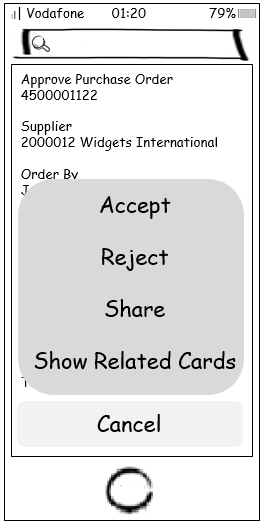 Vodafone 01:20 79%
Approve Purchase Order
4500001122
Supplier
2000012 Widgets International
Order By
Accept
Reject
Share
Show Related Cards
Cancel